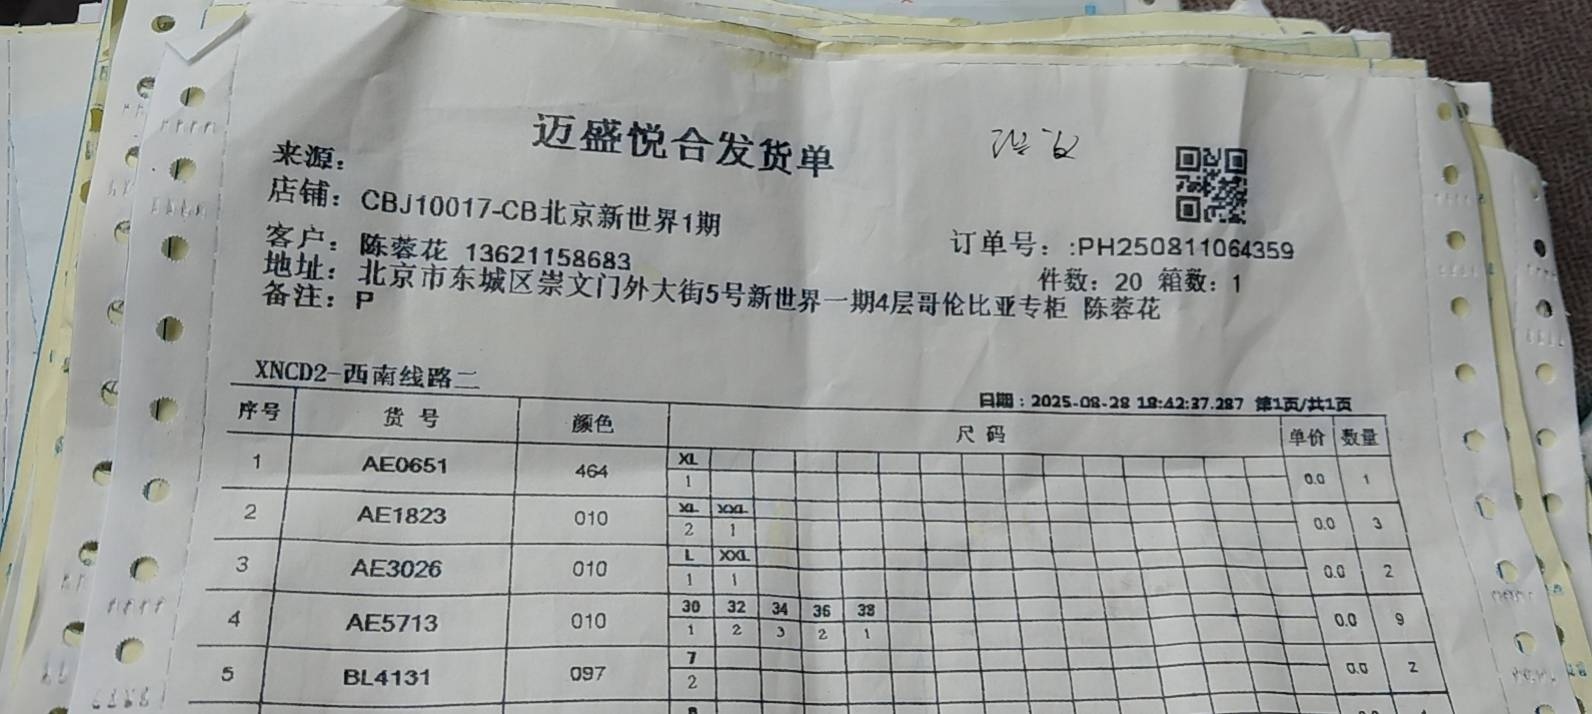 迈盛悦合发货单
来源：
店铺：CBJ10017-CB北京新世界1期
客户：陈蓉花 13621158683
订单号：:PH250811064359
地址：北京市东城区崇文门外大街5号新世界一期4层哥伦比亚专柜 陈蓉花
件数：20 箱数：1
备注：P
XNCD2-西南线路二
日期：2025-08-28 18:42:37.287 第1页/共1页
序号 货号 颜色 尺码 单价 数量
XL
1 AE0651 464 1 0.0 1
XL XXL
2 AE1823 010 2 1 0.0 3
L XXL
3 AE3026 010 1 1 0.0 2
30 32 34 36 38
4 AE5713 010 1 2 3 2 1 0.0 9
7
5 BL4131 097 2 0.0 2